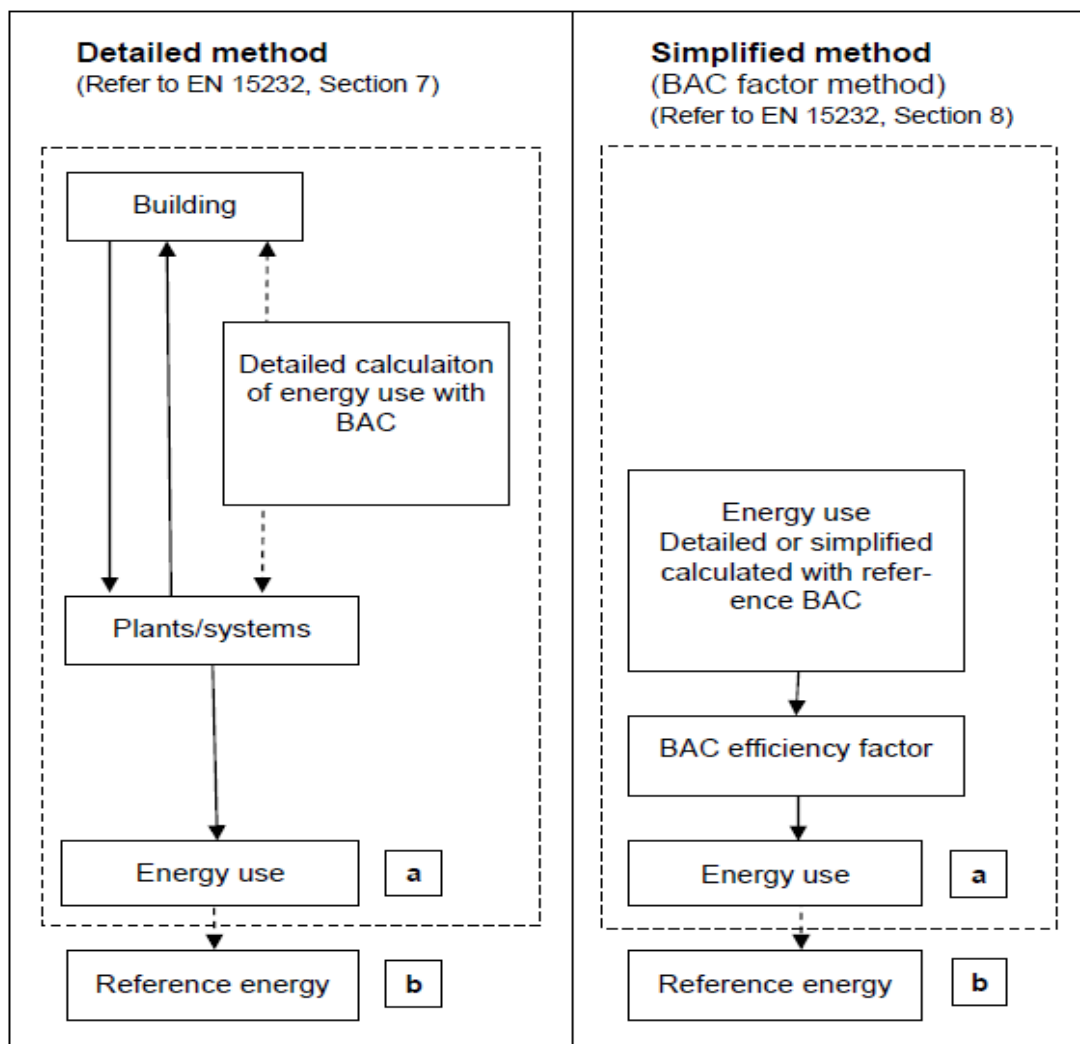 Detailed method
(Refer to EN 15232, Section 7)
Building
Detailed calculaiton
of energy use with
BAC
Plants/systems
Energy use
a
Reference energy
b
Simplified method
(BAC factor method)
(Refer to EN 15232, Section 8)
Energy use
Detailed or simplified
calculated with refer-
ence BAC
BAC efficiency factor
Energy use
a
Reference energy
b